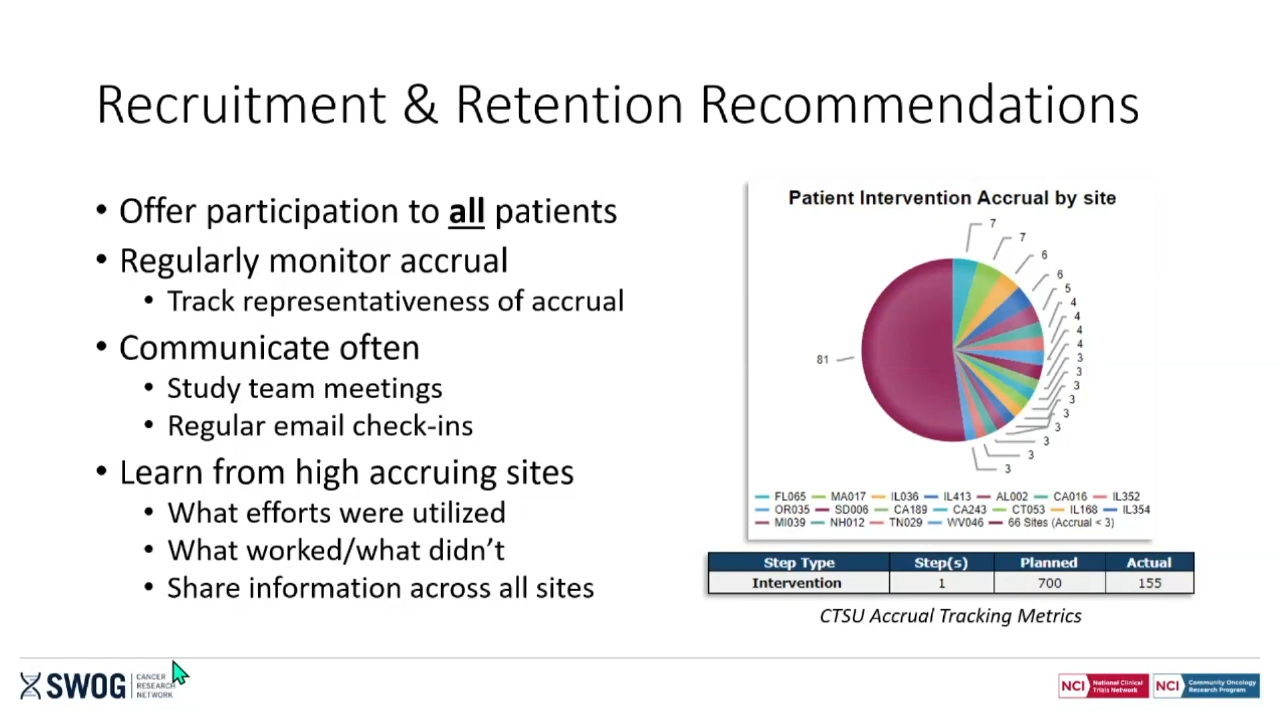 Recruitment & Retention Recommendations
• Offer participation to all patients
• Regularly monitor accrual
• Track representativeness of accrual
• Communicate often
• Study team meetings
• Regular email check-ins
• Learn from high accruing sites
• What efforts were utilized
• What worked/what didn't
• Share information across all sites
Patient Intervention Accrual by site
7
7
6
6
5
4
4
4
4
3
3
3
3
3
3
3
3
3
81
FL065 MA017 IL036 IL413 AL002 CA016 IL352
OR035 SD006 CA189 CA243 CT053 IL168 IL354
MI039 NH012 TN029 WV046 66 Sites (Accrual < 3)
Step Type Step(s) Planned Actual
Intervention 1 700 155
CTSU Accrual Tracking Metrics
SWOG
CANCER
RESEARCH
NETWORK
NCI National Clinical
Trials Network
NCI Community Oncology
Research Program